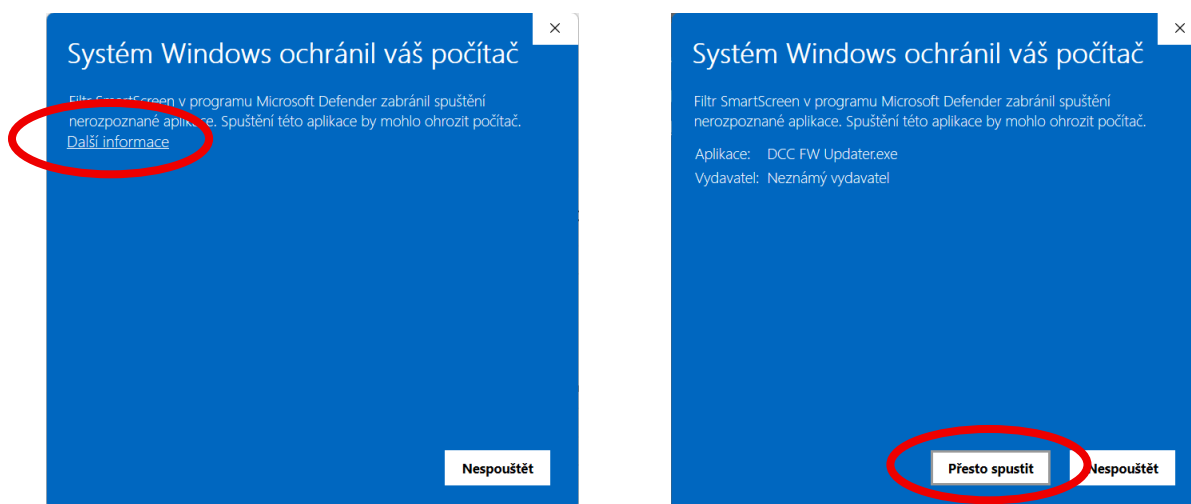 Systém Windows ochránil váš počítač
Filtr SmartScreen v programu Microsoft Defender zabránil spuštění
nerozpoznané aplikace. Spuštění této aplikace by mohlo ohrozit počítač.
Další informace
Nespouštět
Systém Windows ochránil váš počítač
Filtr SmartScreen v programu Microsoft Defender zabránil spuštění
nerozpoznané aplikace. Spuštění této aplikace by mohlo ohrozit počítač.
Aplikace: DCC FW Updater.exe
Vydavatel: Neznámý vydavatel
Přesto spustit
Nespouštět